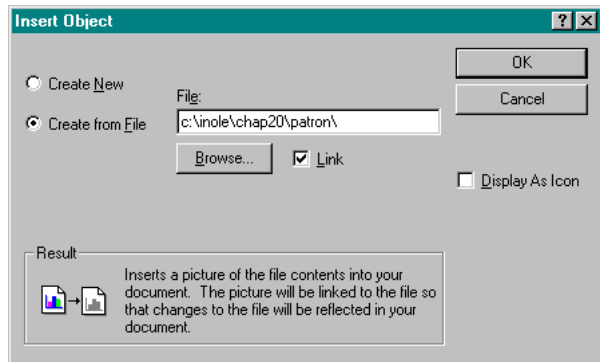 Insert Object
Create New
Create from File
File:
c:\inole\chap20\patron\
Browse...
Link
OK
Cancel
Display As Icon
Result
Inserts a picture of the file contents into your
document. The picture will be linked to the file so
that changes to the file will be reflected in your
document.